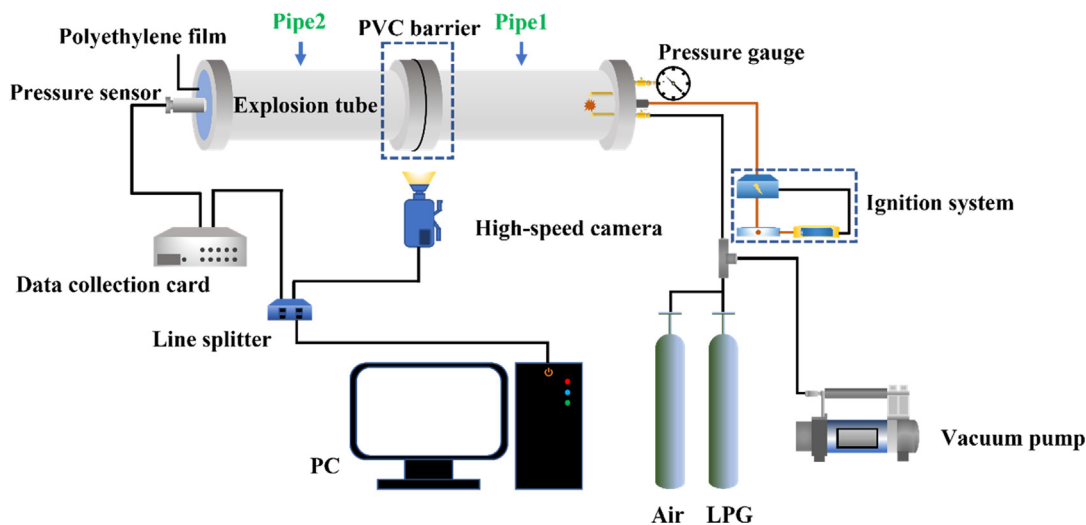 Pipe2
Pipe1
PVC barrier
Polyethylene film
Pressure gauge
Pressure sensor
Explosion tube
Ignition system
High-speed camera
Data collection card
Line splitter
PC
Vacuum pump
Air
LPG